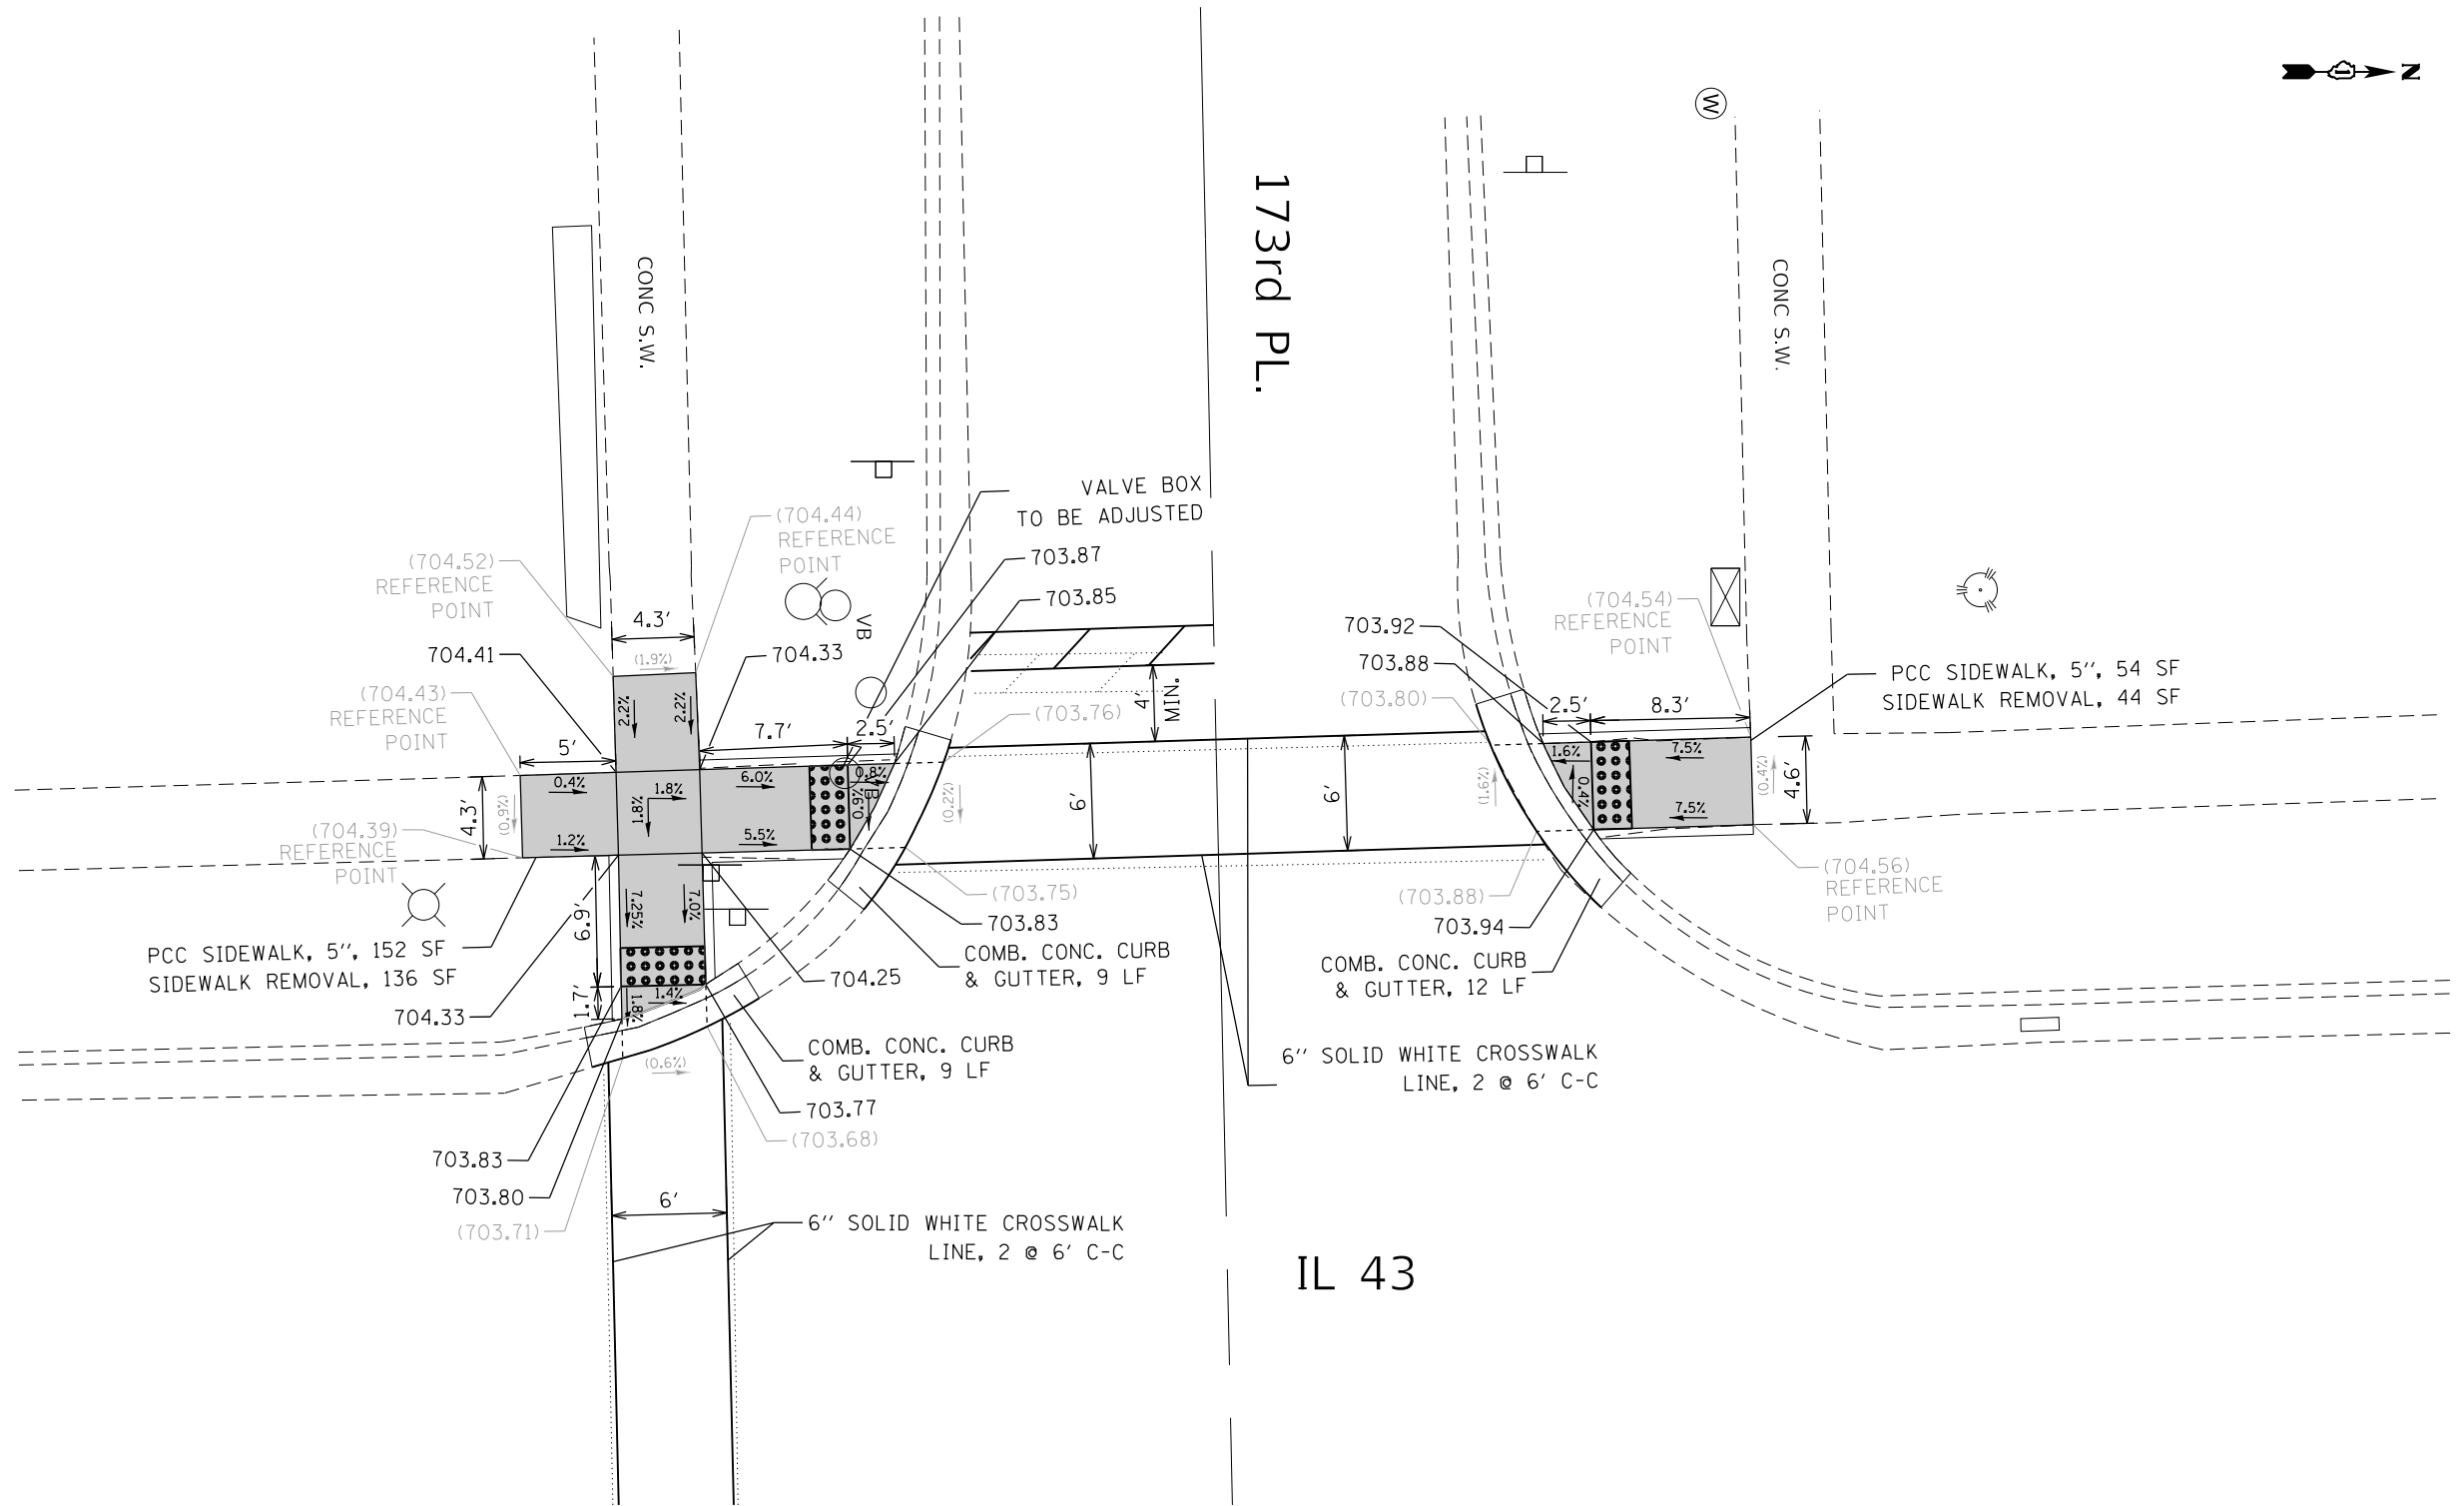 N
W
173rd PL.
CONC S.W.
CONC S.W.
VALVE BOX
TO BE ADJUSTED
(704.44)
REFERENCE
POINT
703.87
703.85
(704.52)
REFERENCE
POINT
4.3′
VB
704.33
704.41
(1.9%)
2.2%
2.2%
(704.43)
REFERENCE
POINT
5′
7.7′
2.5′
(703.76)
4′
MIN.
4.3′
(0.9%)
0.4%
1.8%
1.8%
6.0%
0.8%
0.9%
VB
(0.2%)
1.2%
5.5%
6′
6′
(704.39)
REFERENCE
POINT
703.92
703.88
(703.80)
(704.54)
REFERENCE
POINT
PCC SIDEWALK, 5′′, 54 SF
SIDEWALK REMOVAL, 44 SF
2.5′
8.3′
1.6%
7.5%
(1.6%)
0.4%
7.5%
(0.4%)
4.6′
(704.56)
REFERENCE
POINT
(703.88)
703.94
COMB. CONC. CURB
& GUTTER, 12 LF
PCC SIDEWALK, 5′′, 152 SF
SIDEWALK REMOVAL, 136 SF
6.9′
7.25%
7.0%
(703.75)
703.83
COMB. CONC. CURB
& GUTTER, 9 LF
704.25
704.33
1.7′
1.8%
1.4%
(0.6%)
COMB. CONC. CURB
& GUTTER, 9 LF
703.77
(703.68)
703.83
703.80
(703.71)
6′′ SOLID WHITE CROSSWALK
LINE, 2 @ 6′ C-C
6′
6′′ SOLID WHITE CROSSWALK
LINE, 2 @ 6′ C-C
IL 43